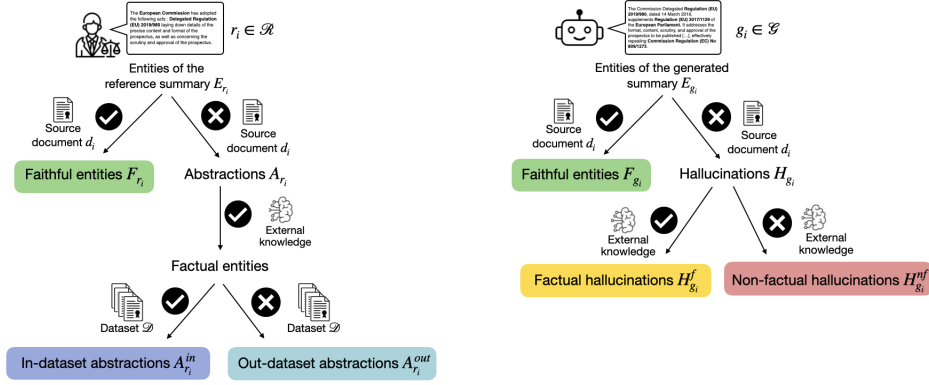 The European Commission has adopted
the following acts : Delegated Regulation
(EU) 2019/980 laying down details of the
precise content and format of the
prospectus, as well as concerning the
scrutiny and approval of the prospectus.
r_i ∈ ℛ
Entities of the
reference summary E_{r_i}
Source
document d_i
Source
document d_i
Faithful entities F_{r_i}
Abstractions A_{r_i}
External
knowledge
Factual entities
Dataset 𝒟
Dataset 𝒟
In-dataset abstractions A_{r_i}^{in}
Out-dataset abstractions A_{r_i}^{out}
The Commission Delegated Regulation (EU)
2019/980, dated 14 March 2019,
supplements Regulation (EU) 2017/1129 of
the European Parliament. It addresses the
format, content, scrutiny, and approval of the
prospectus to be published [...], effectively
repealing Commission Regulation (EC) No
809/1273.
g_i ∈ 𝒢
Entities of the generated
summary E_{g_i}
Source
document d_i
Source
document d_i
Faithful entities F_{g_i}
Hallucinations H_{g_i}
External
knowledge
External
knowledge
Factual hallucinations H_{g_i}^{f}
Non-factual hallucinations H_{g_i}^{nf}